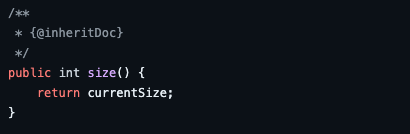 /**
 * {@inheritDoc}
 */
public int size() {
    return currentSize;
}